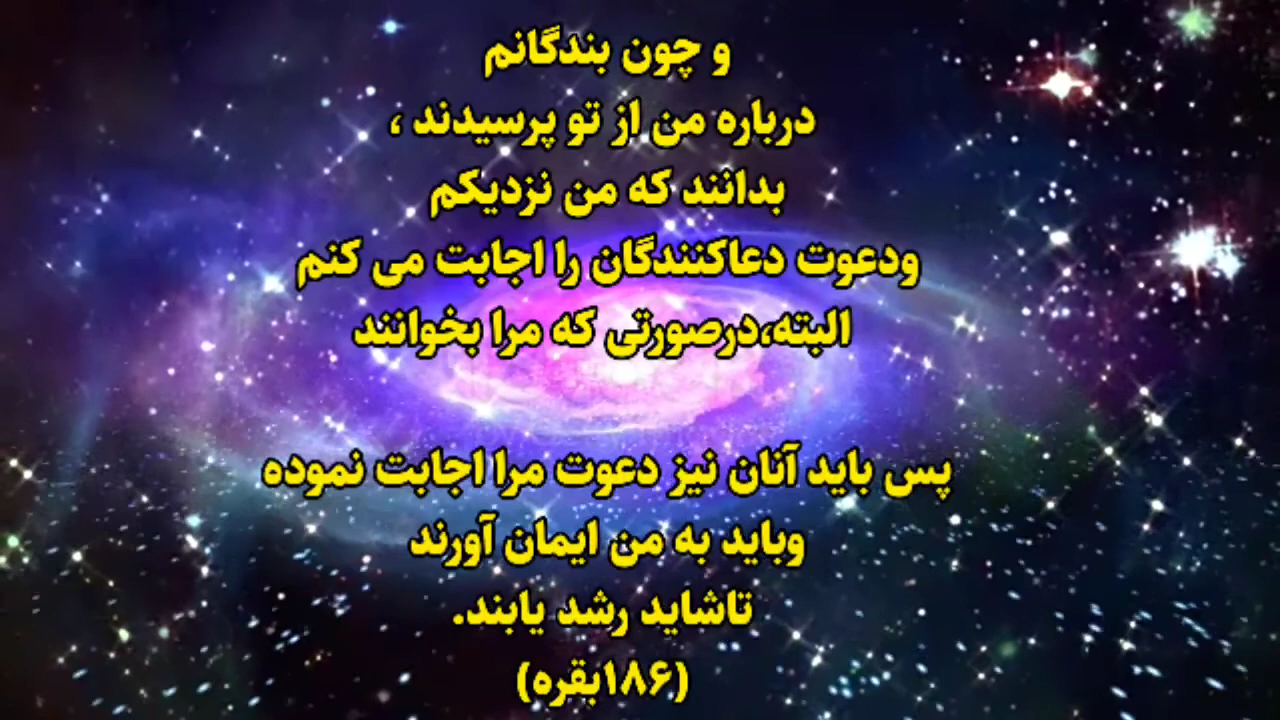 و چون بندگانم
درباره من از تو پرسیدند ،
بدانند که من نزدیکم
ودعوت دعاکنندگان را اجابت می کنم
البته،درصورتی که مرا بخوانند
پس باید آنان نیز دعوت مرا اجابت نموده
وباید به من ایمان آورند
تاشاید رشد یابند.
(۱۸۶بقره)